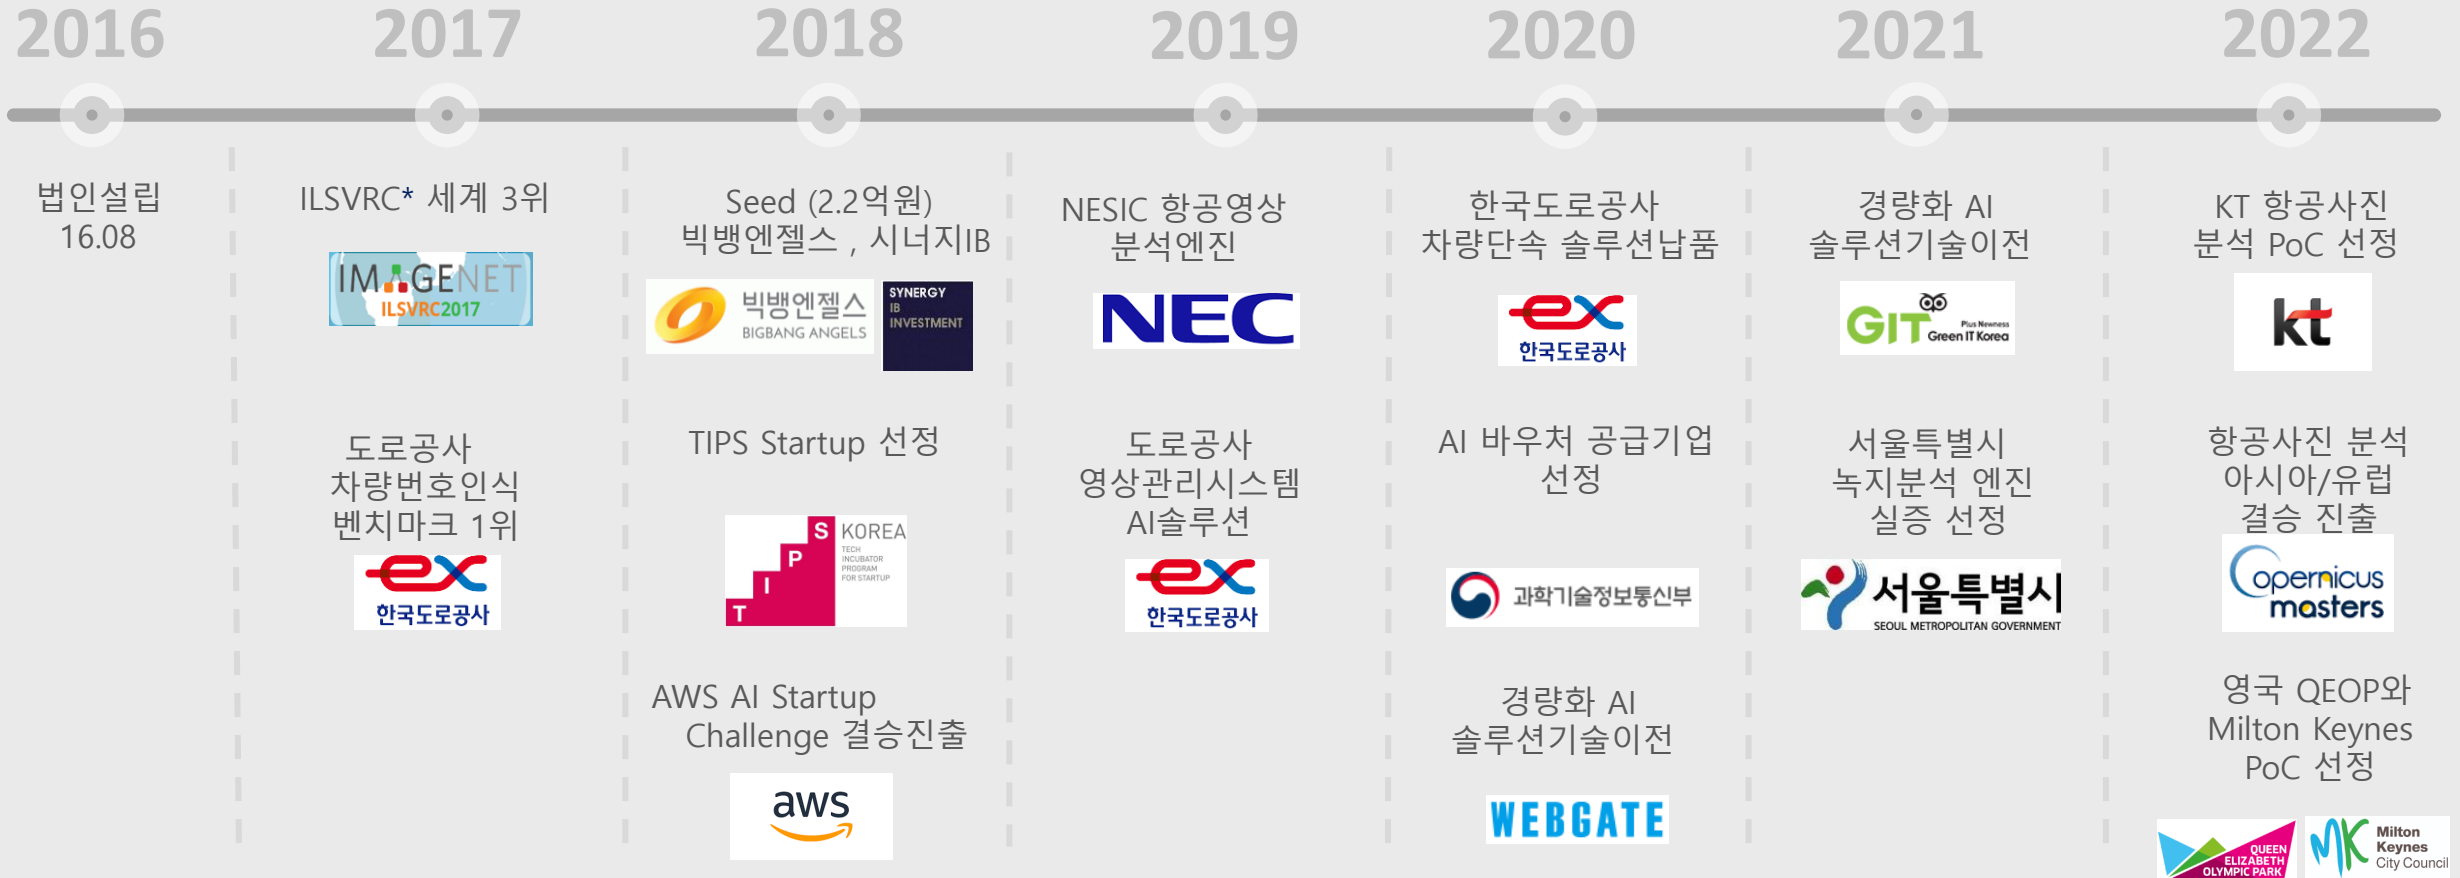 2016
2017
2018
2019
2020
2021
2022
법인설립
16.08
ILSVRC* 세계 3위
IMAGENET
ILSVRC2017
도로공사
차량번호인식
벤치마크 1위
ex
한국도로공사
Seed (2.2억원)
빅뱅엔젤스 , 시너지IB
빅뱅엔젤스
BIGBANG ANGELS
SYNERGY
IB
INVESTMENT
TIPS Startup 선정
TIPS
KOREA
TECH
INCUBATOR
PROGRAM
FOR STARTUP
AWS AI Startup
Challenge 결승진출
aws
NESIC 항공영상
분석엔진
NEC
도로공사
영상관리시스템
AI솔루션
ex
한국도로공사
한국도로공사
차량단속 솔루션납품
ex
한국도로공사
AI 바우처 공급기업
선정
과학기술정보통신부
경량화 AI
솔루션기술이전
WEBGATE
경량화 AI
솔루션기술이전
GIT
Plus Newness
Green IT Korea
서울특별시
녹지분석 엔진
실증 선정
서울특별시
SEOUL METROPOLITAN GOVERNMENT
KT 항공사진
분석 PoC 선정
kt
항공사진 분석
아시아/유럽
결승 진출
Copernicus
masters
영국 QEOP와
Milton Keynes
PoC 선정
QUEEN
ELIZABETH
OLYMPIC PARK
MK
Milton
Keynes
City Council